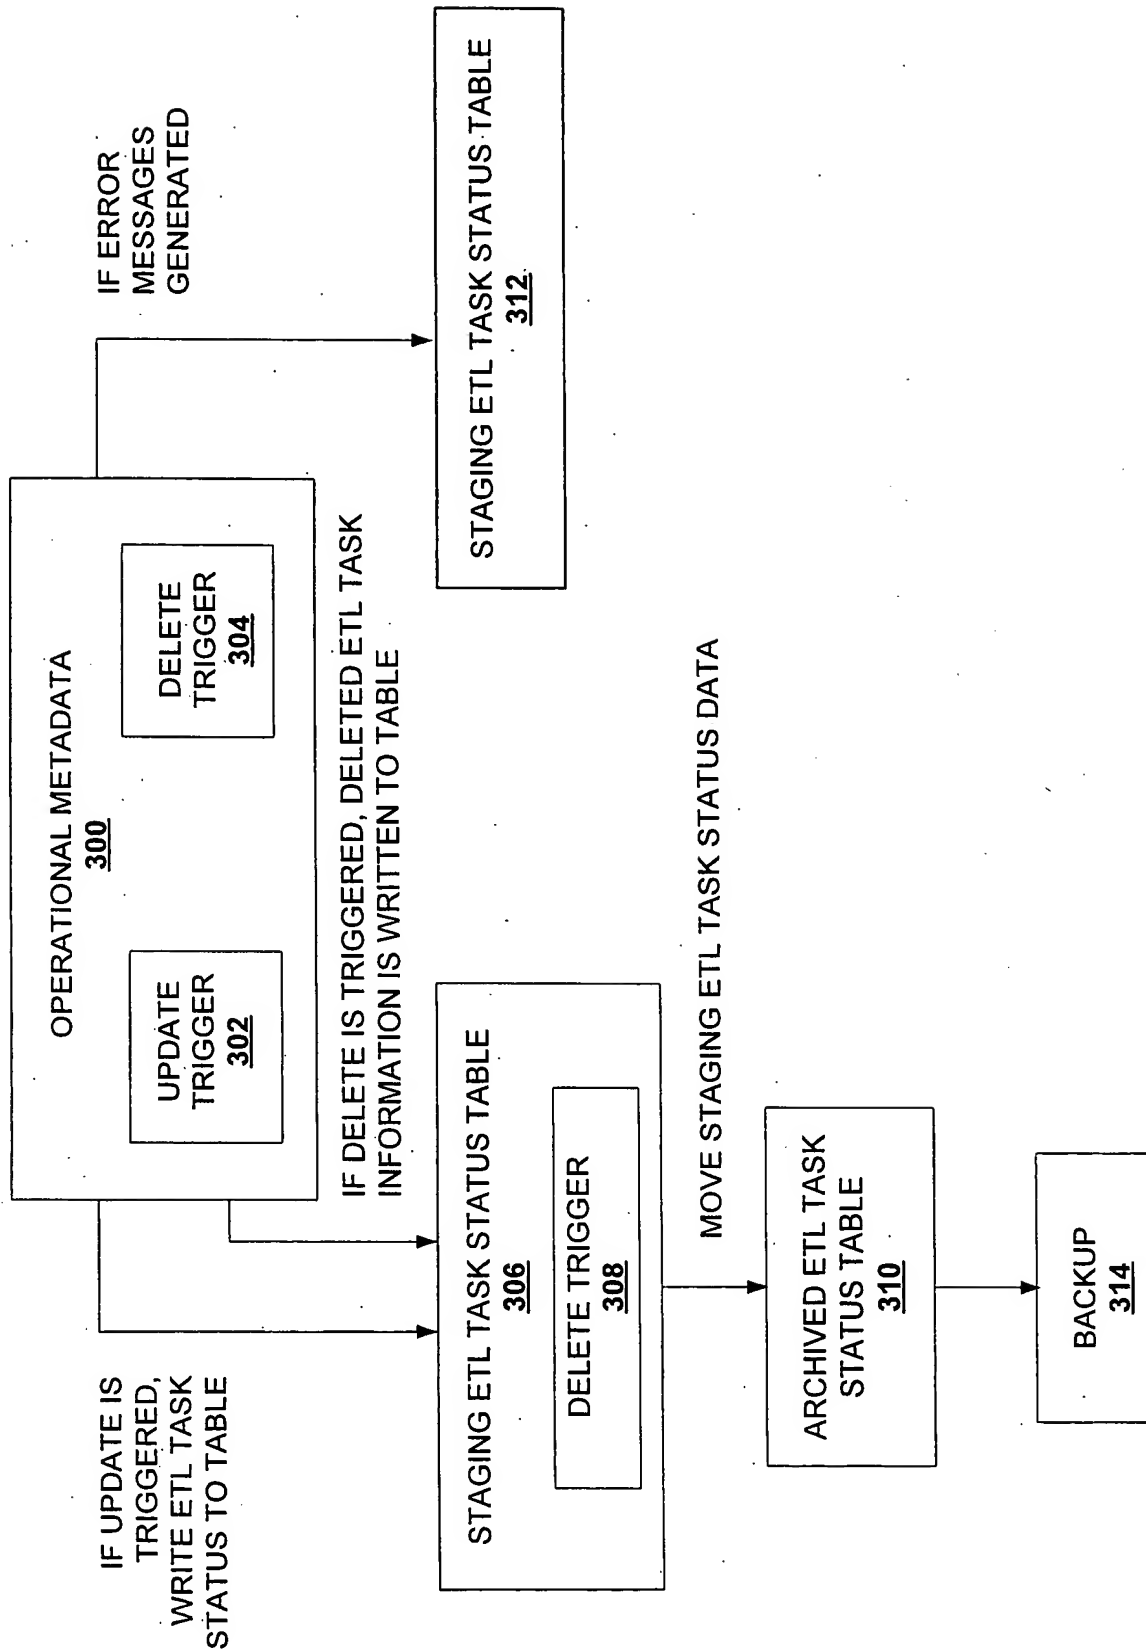 OPERATIONAL METADATA
300
UPDATE
TRIGGER
302
DELETE
TRIGGER
304
IF UPDATE IS
TRIGGERED,
WRITE ETL TASK
STATUS TO TABLE
IF DELETE IS TRIGGERED, DELETED ETL TASK
INFORMATION IS WRITTEN TO TABLE
IF ERROR
MESSAGES
GENERATED
STAGING ETL TASK STATUS TABLE
306
DELETE TRIGGER
308
STAGING ETL TASK STATUS TABLE
312
MOVE STAGING ETL TASK STATUS DATA
ARCHIVED ETL TASK
STATUS TABLE
310
BACKUP
314